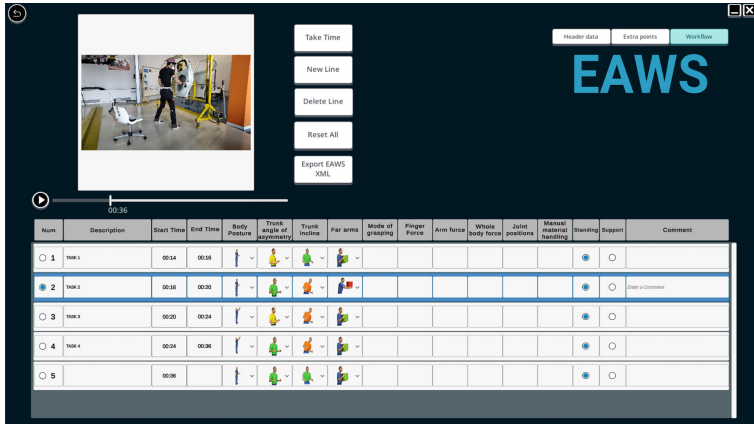 Take Time
New Line
Delete Line
Reset All
Export EAWS
XML
Header data
Extra points
Workflow
EAWS
00:36
Num
Description
Start Time
End Time
Body
Posture
Trunk
angle of
asymmetry
Trunk
incline
Far arms
Mode of
grasping
Finger
Force
Arm force
Whole
body force
Joint
positions
Manual
material
handling
Standing
Support
Comment
1 TASK 1 00:14 00:16
2 TASK 2 00:16 00:20 Enter a Comment
3 TASK 3 00:20 00:24
4 TASK 4 00:24 00:36
5 00:36